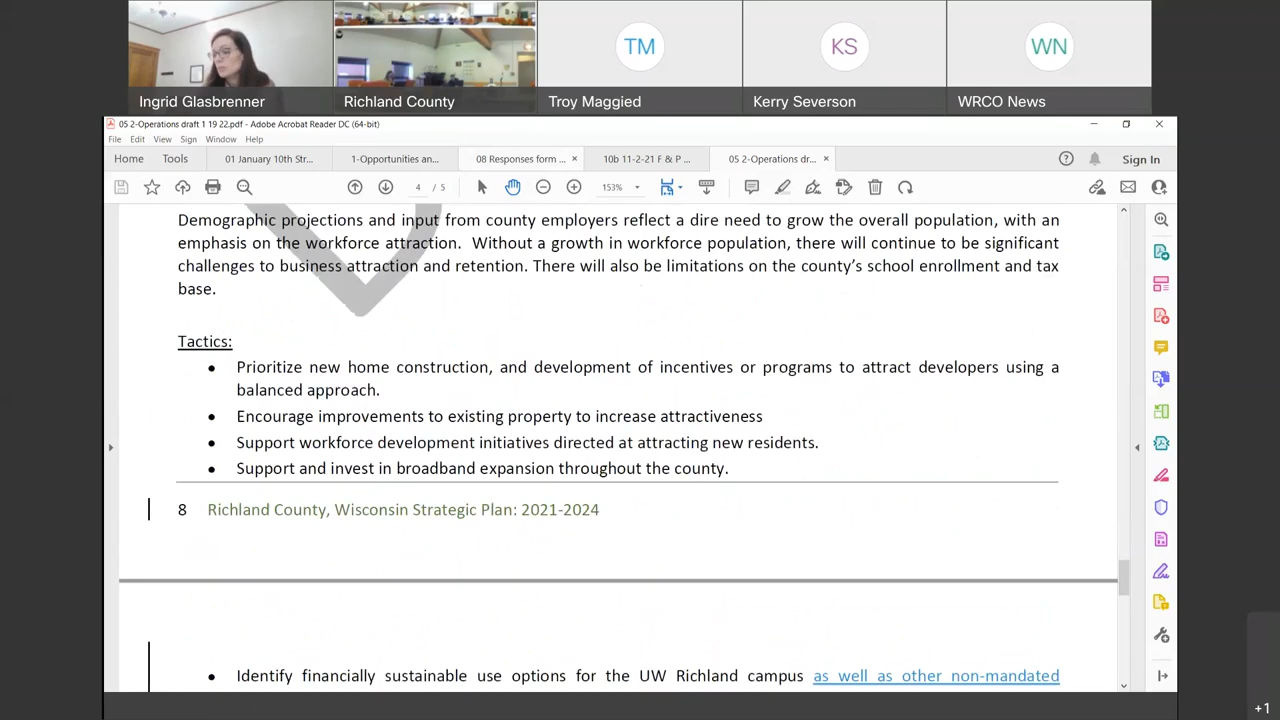 TM
KS
WN
Ingrid Glasbrenner
Richland County
Troy Maggied
Kerry Severson
WRCO News
05 2-Operations draft 1 19 22.pdf - Adobe Acrobat Reader DC (64-bit)
File Edit View Sign Window Help
Home Tools 01 January 10th Str... 1-Opportunities an... 08 Responses form ... × 10b 11-2-21 F & P ... 05 2-Operations dr... × Sign In
4 / 5 153%
Demographic projections and input from county employers reflect a dire need to grow the overall population, with an
emphasis on the workforce attraction. Without a growth in workforce population, there will continue to be significant
challenges to business attraction and retention. There will also be limitations on the county’s school enrollment and tax
base.
Tactics:
• Prioritize new home construction, and development of incentives or programs to attract developers using a
balanced approach.
• Encourage improvements to existing property to increase attractiveness
• Support workforce development initiatives directed at attracting new residents.
• Support and invest in broadband expansion throughout the county.
8 Richland County, Wisconsin Strategic Plan: 2021-2024
• Identify financially sustainable use options for the UW Richland campus as well as other non-mandated
+1